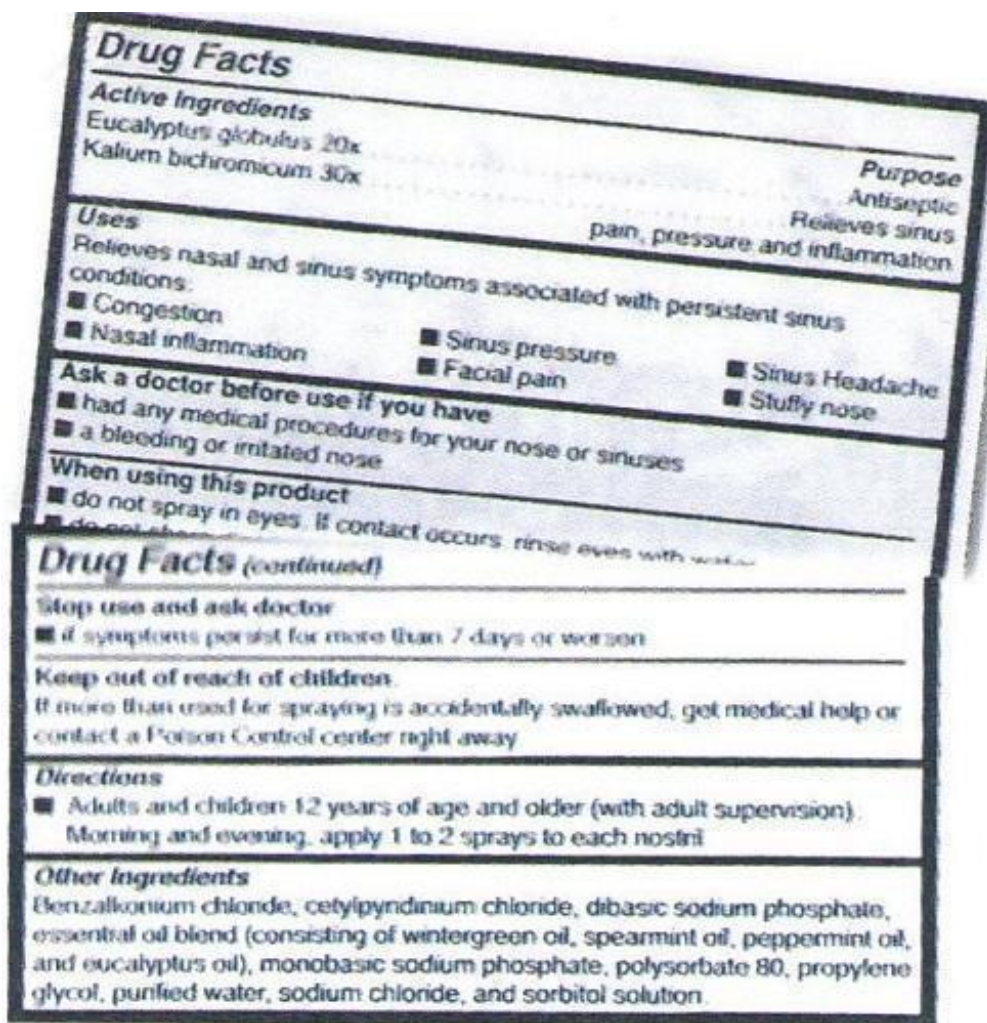 Drug Facts
Active Ingredients Purpose
Eucalyptus globulus 20x Antiseptic
Kalium bichromicum 30x Relieves sinus
pain, pressure and inflammation
Uses
Relieves nasal and sinus symptoms associated with persistent sinus
conditions:
■ Congestion ■ Sinus pressure ■ Sinus Headache
■ Nasal inflammation ■ Facial pain ■ Stuffy nose
Ask a doctor before use if you have
■ had any medical procedures for your nose or sinuses
■ a bleeding or irritated nose
When using this product
■ do not spray in eyes. If contact occurs, rinse eyes with water
■ do not
Drug Facts (continued)
Stop use and ask doctor
■ if symptoms persist for more than 7 days or worsen
Keep out of reach of children.
If more than used for spraying is accidentally swallowed, get medical help or
contact a Poison Control center right away
Directions
■ Adults and children 12 years of age and older (with adult supervision).
Morning and evening, apply 1 to 2 sprays to each nostril
Other Ingredients
Benzalkonium chloride, cetylpyridinium chloride, dibasic sodium phosphate,
essential oil blend (consisting of wintergreen oil, spearmint oil, peppermint oil,
and eucalyptus oil), monobasic sodium phosphate, polysorbate 80, propylene
glycol, purified water, sodium chloride, and sorbitol solution.